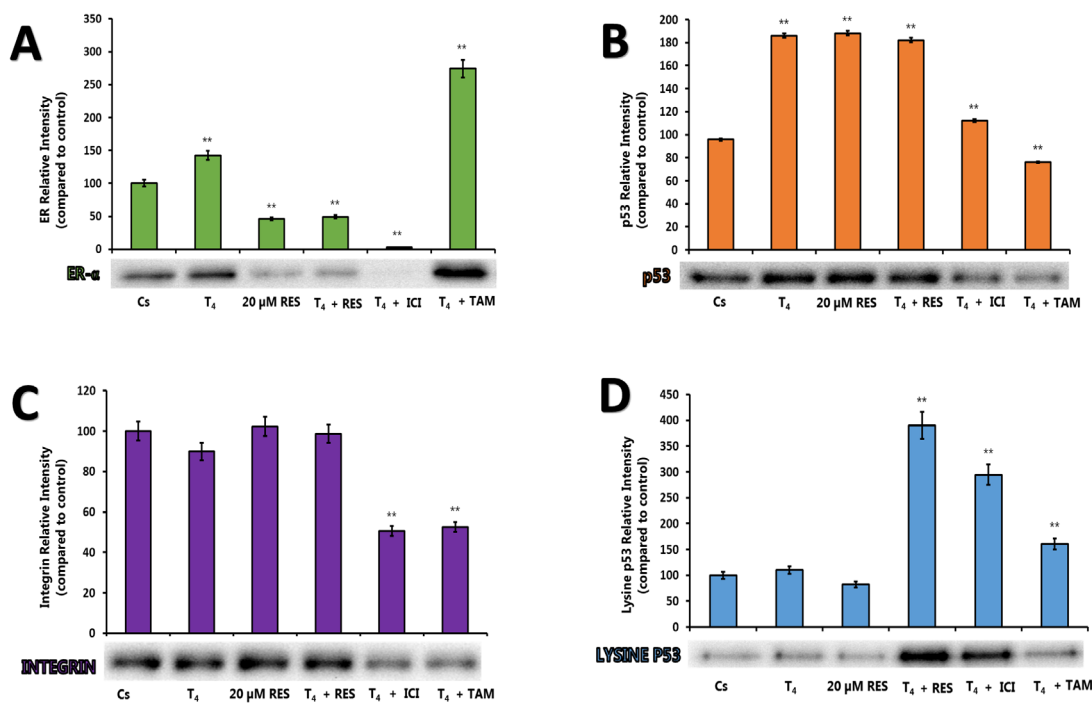 A
ER Relative Intensity
(compared to control)
350
300
250
200
150
100
50
0
**
**
**
**
**
ER-α
Cs T₄ 20 µM RES T₄ + RES T₄ + ICI T₄ + TAM
B
p53 Relative Intensity
(compared to control)
200
180
160
140
120
100
80
60
40
20
0
** ** ** ** **
p53
Cs T₄ 20 µM RES T₄ + RES T₄ + ICI T₄ + TAM
C
Integrin Relative Intensity
(compared to control)
120
100
80
60
40
20
0
** **
INTEGRIN
Cs T₄ 20 µM RES T₄ + RES T₄ + ICI T₄ + TAM
D
Lysine p53 Relative Intensity
(compared to control)
450
400
350
300
250
200
150
100
50
0
** ** **
LYSINE P53
Cs T₄ 20 µM RES T₄ + RES T₄ + ICI T₄ + TAM